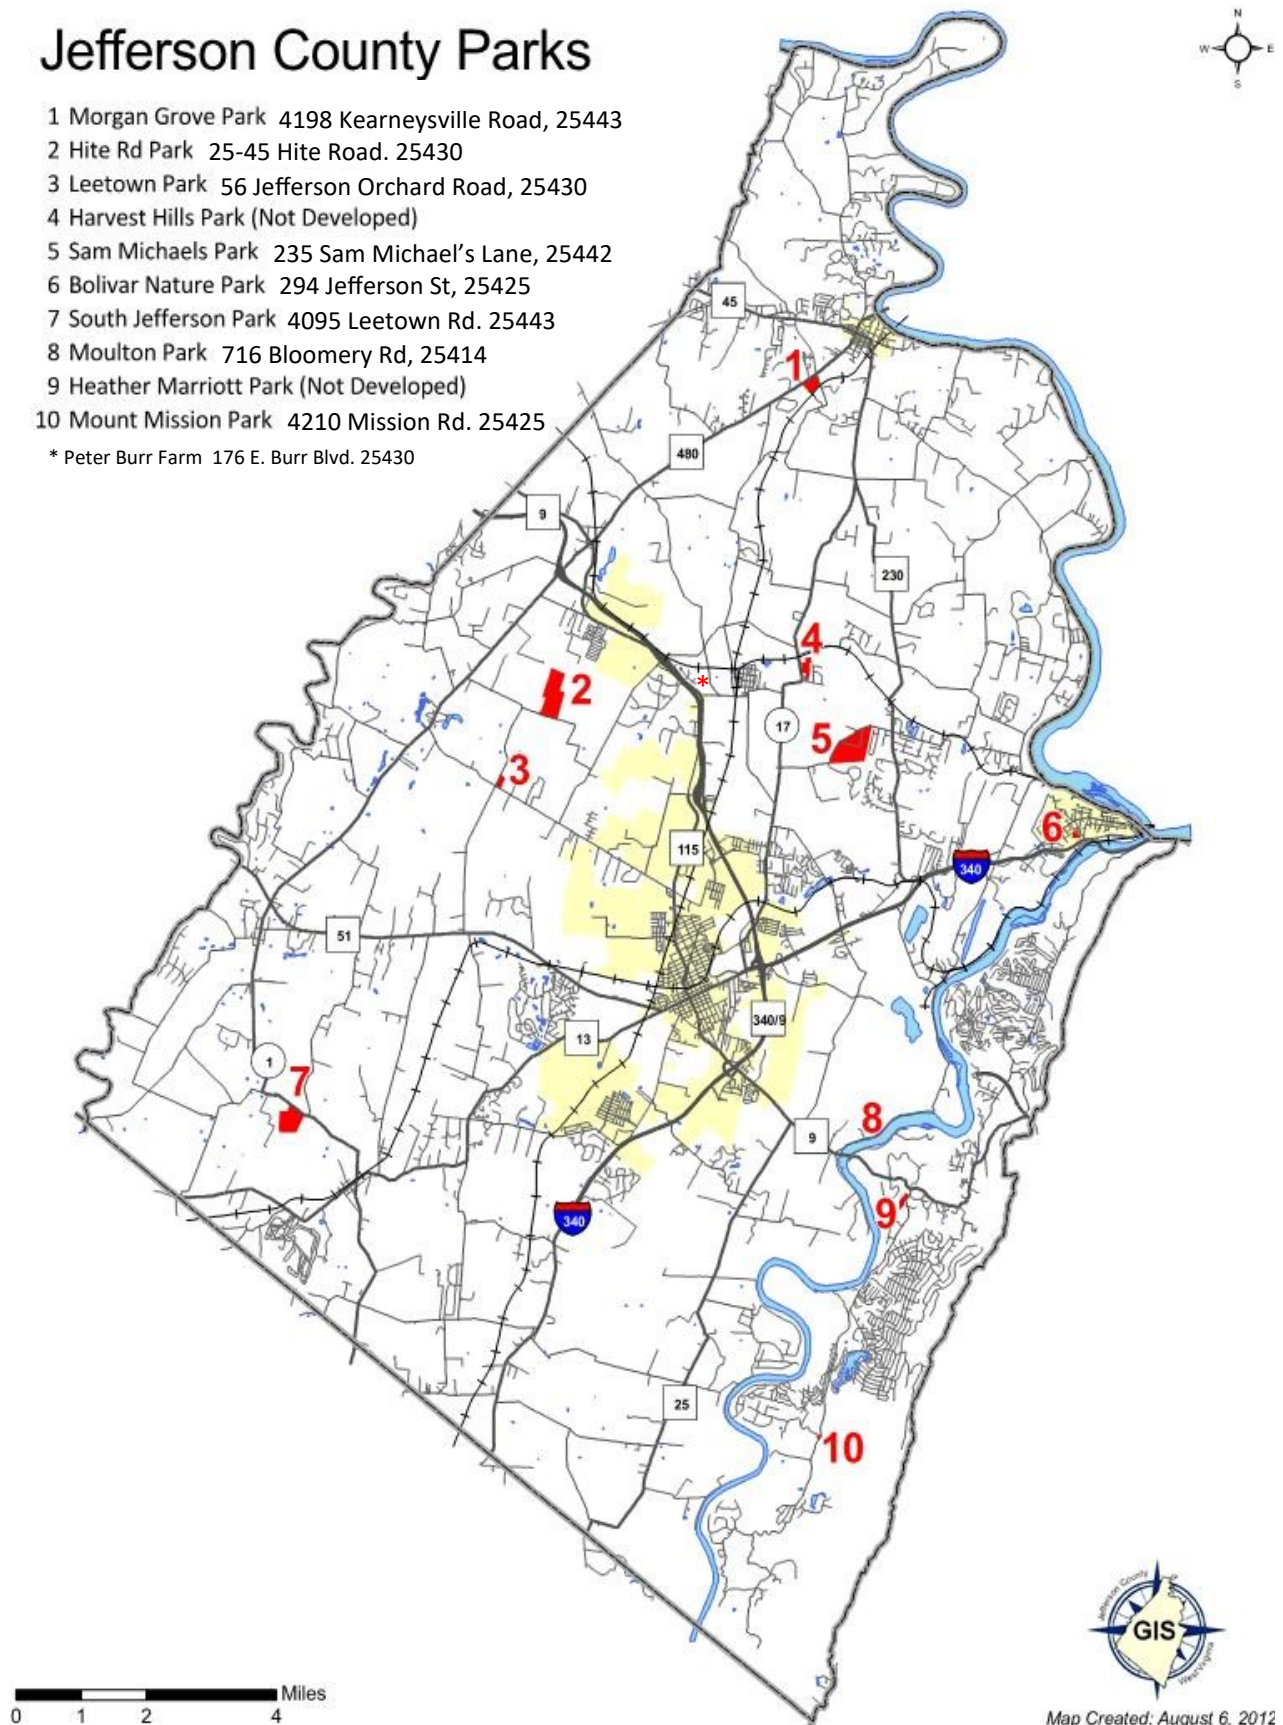 Jefferson County Parks
N
W E
S
1 Morgan Grove Park 4198 Kearneysville Road, 25443
2 Hite Rd Park 25-45 Hite Road. 25430
3 Leetown Park 56 Jefferson Orchard Road, 25430
4 Harvest Hills Park (Not Developed)
5 Sam Michaels Park 235 Sam Michael’s Lane, 25442
6 Bolivar Nature Park 294 Jefferson St, 25425
7 South Jefferson Park 4095 Leetown Rd. 25443
8 Moulton Park 716 Bloomery Rd, 25414
9 Heather Marriott Park (Not Developed)
10 Mount Mission Park 4210 Mission Rd. 25425
* Peter Burr Farm 176 E. Burr Blvd. 25430
45
1
480
9
230
4
2
*
17
5
3
6
115
340
51
340/9
13
1
7
8
9
9
340
25
10
Jefferson County
GIS
West Virginia
Miles
0 1 2 4
Map Created: August 6, 2012